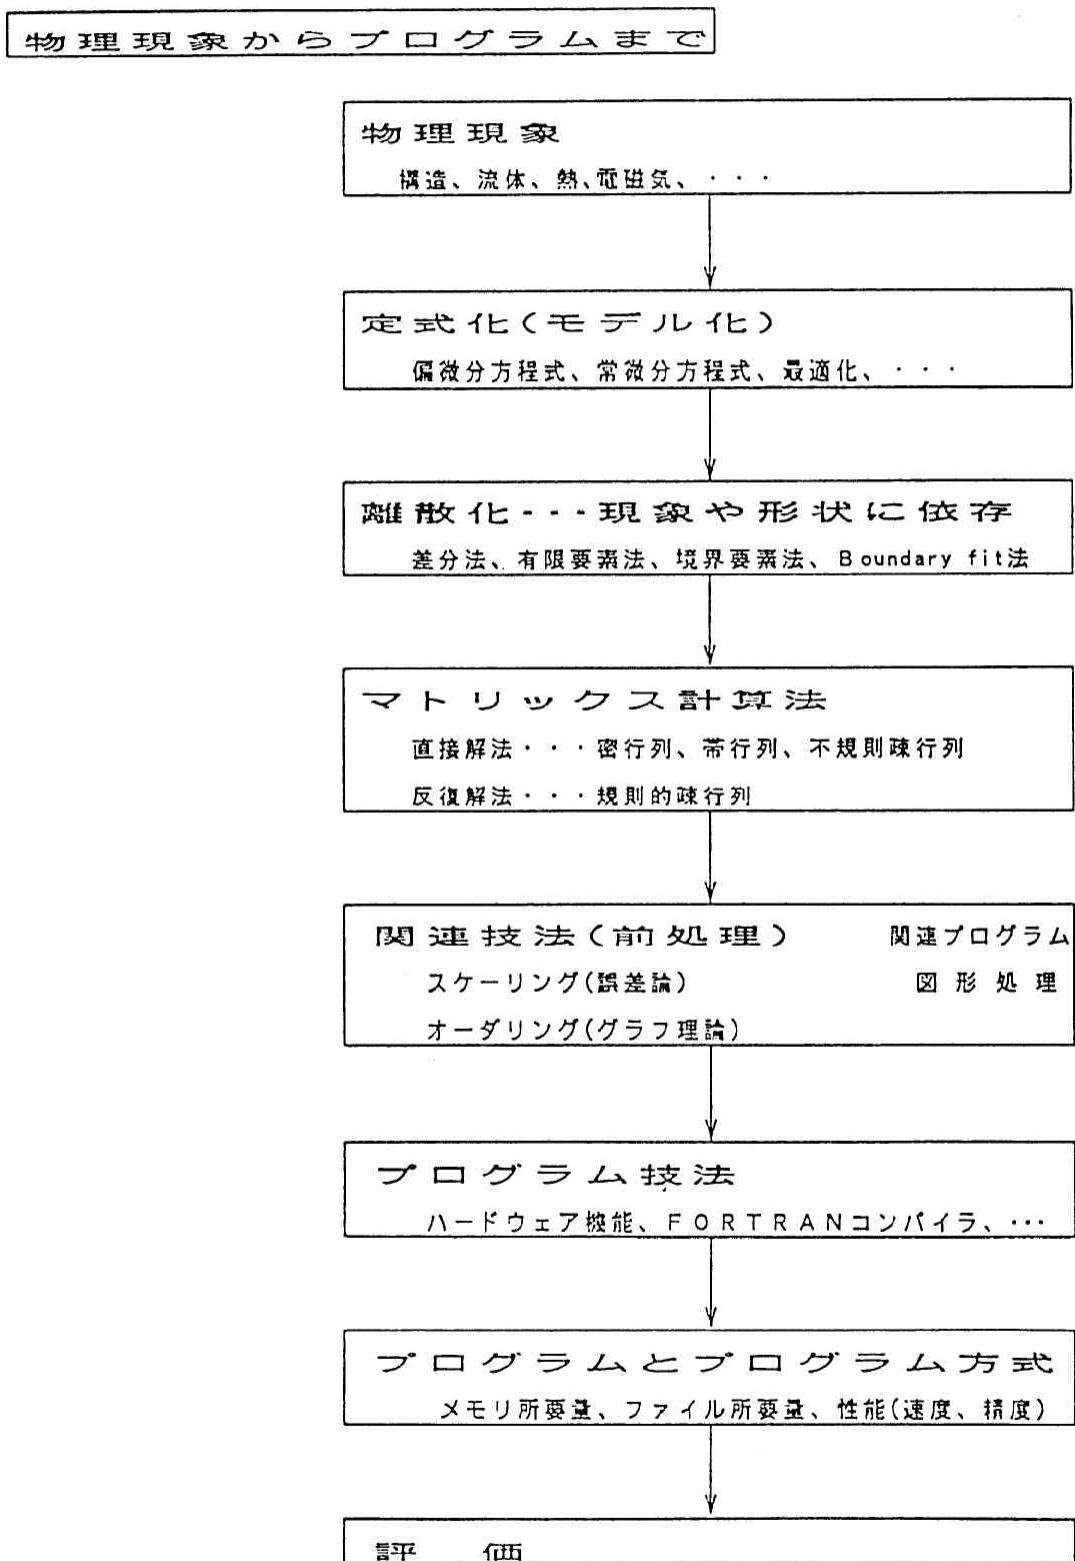 物理現象からプログラムまで
物理現象
構造、流体、熱、電磁気、・・・
定式化(モデル化)
偏微分方程式、常微分方程式、最適化、・・・
離散化・・・現象や形状に依存
差分法、有限要素法、境界要素法、Boundary fit法
マトリックス計算法
直接解法・・・密行列、帯行列、不規則疎行列
反復解法・・・規則的疎行列
関連技法(前処理) 関連プログラム
スケーリング(誤差論) 図形処理
オーダリング(グラフ理論)
プログラム技法
ハードウェア機能、FORTRANコンパイラ、・・・
プログラムとプログラム方式
メモリ所要量、ファイル所要量、性能(速度、精度)
評 価